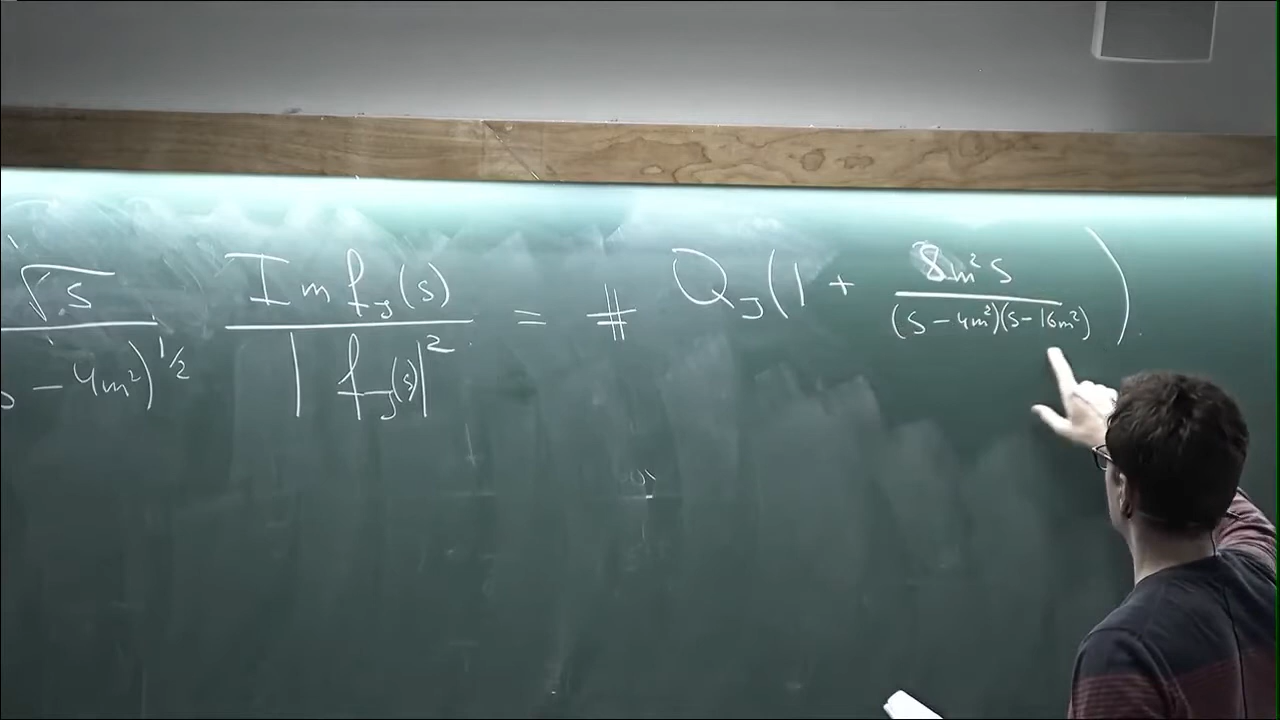 √s / (s - 4m²)^{1/2} Im f_J(s) / |f_J(s)|² = # Q_J(1 + 8m²s / (s - 4m²)(s - 16m²))